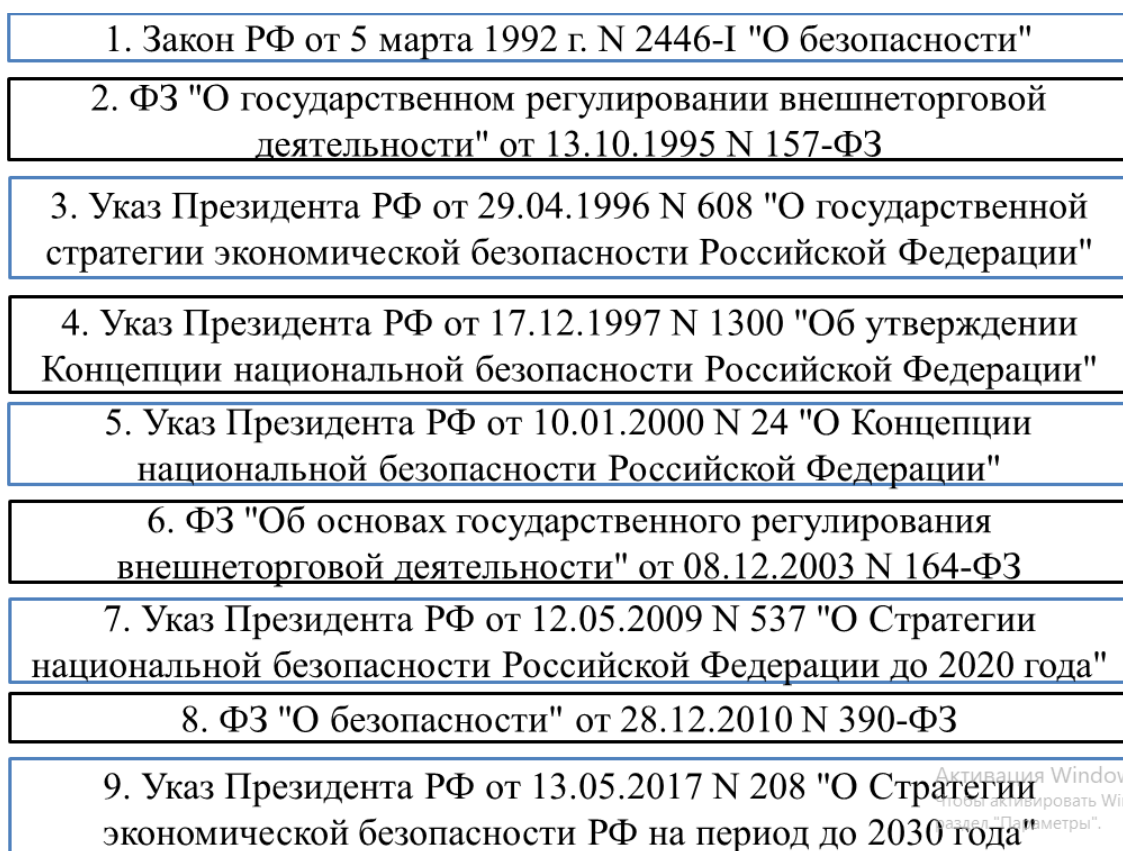 1. Закон РФ от 5 марта 1992 г. N 2446-I "О безопасности"
2. ФЗ "О государственном регулировании внешнеторговой
деятельности" от 13.10.1995 N 157-ФЗ
3. Указ Президента РФ от 29.04.1996 N 608 "О государственной
стратегии экономической безопасности Российской Федерации"
4. Указ Президента РФ от 17.12.1997 N 1300 "Об утверждении
Концепции национальной безопасности Российской Федерации"
5. Указ Президента РФ от 10.01.2000 N 24 "О Концепции
национальной безопасности Российской Федерации"
6. ФЗ "Об основах государственного регулирования
внешнеторговой деятельности" от 08.12.2003 N 164-ФЗ
7. Указ Президента РФ от 12.05.2009 N 537 "О Стратегии
национальной безопасности Российской Федерации до 2020 года"
8. ФЗ "О безопасности" от 28.12.2010 N 390-ФЗ
9. Указ Президента РФ от 13.05.2017 N 208 "О Стратегии
экономической безопасности РФ на период до 2030 года"
Активация Window
Чтобы активировать Wi
раздел "Параметры".